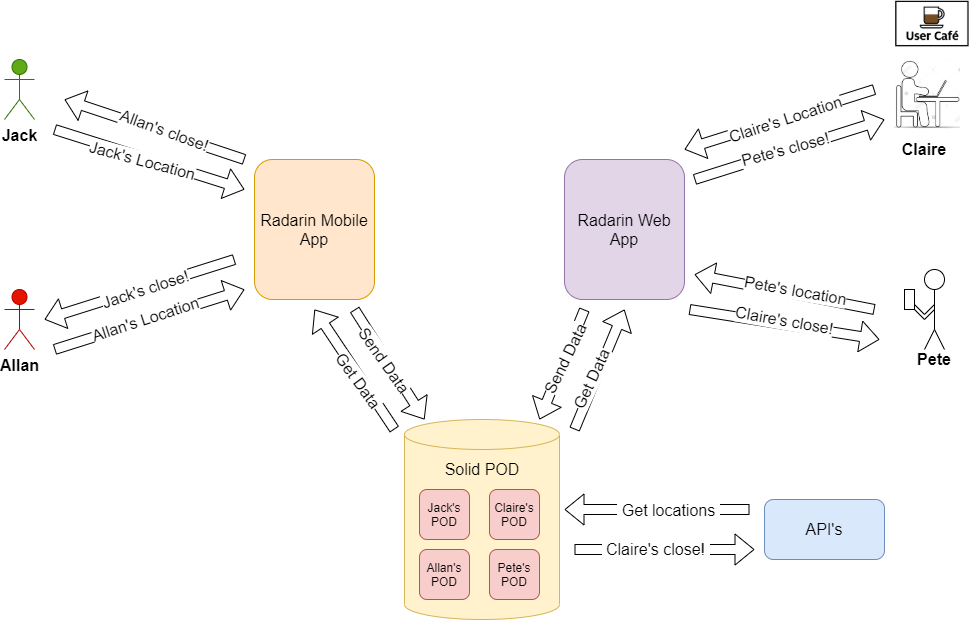 User Café
Jack
Allan's close!
Jack's Location
Claire's Location
Pete's close!
Claire
Radarin Mobile
App
Radarin Web
App
Jack's close!
Allan's Location
Allan
Pete's location
Claire's close!
Pete
Send Data
Get Data
Send Data
Get Data
Solid POD
Jack's
POD
Claire's
POD
Allan's
POD
Pete's
POD
Get locations
Claire's close!
API's